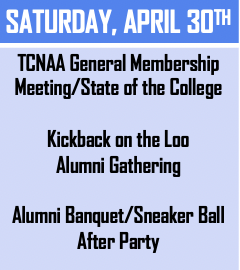 SATURDAY, APRIL 30TH
TCNAA General Membership
Meeting/State of the College
Kickback on the Loo
Alumni Gathering
Alumni Banquet/Sneaker Ball
After Party